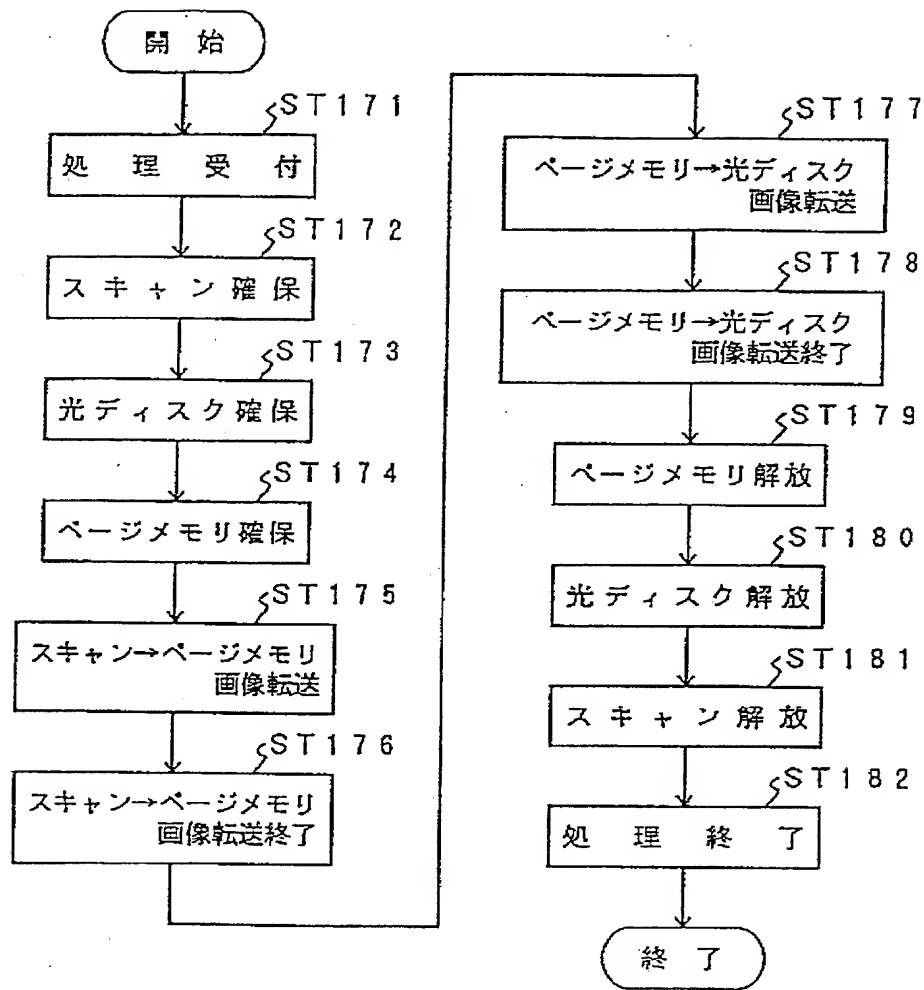 開始
ST171
処理受付
ST172
スキャン確保
ST173
光ディスク確保
ST174
ページメモリ確保
ST175
スキャン→ページメモリ
画像転送
ST176
スキャン→ページメモリ
画像転送終了
ST177
ページメモリ→光ディスク
画像転送
ST178
ページメモリ→光ディスク
画像転送終了
ST179
ページメモリ解放
ST180
光ディスク解放
ST181
スキャン解放
ST182
処理終了
終了